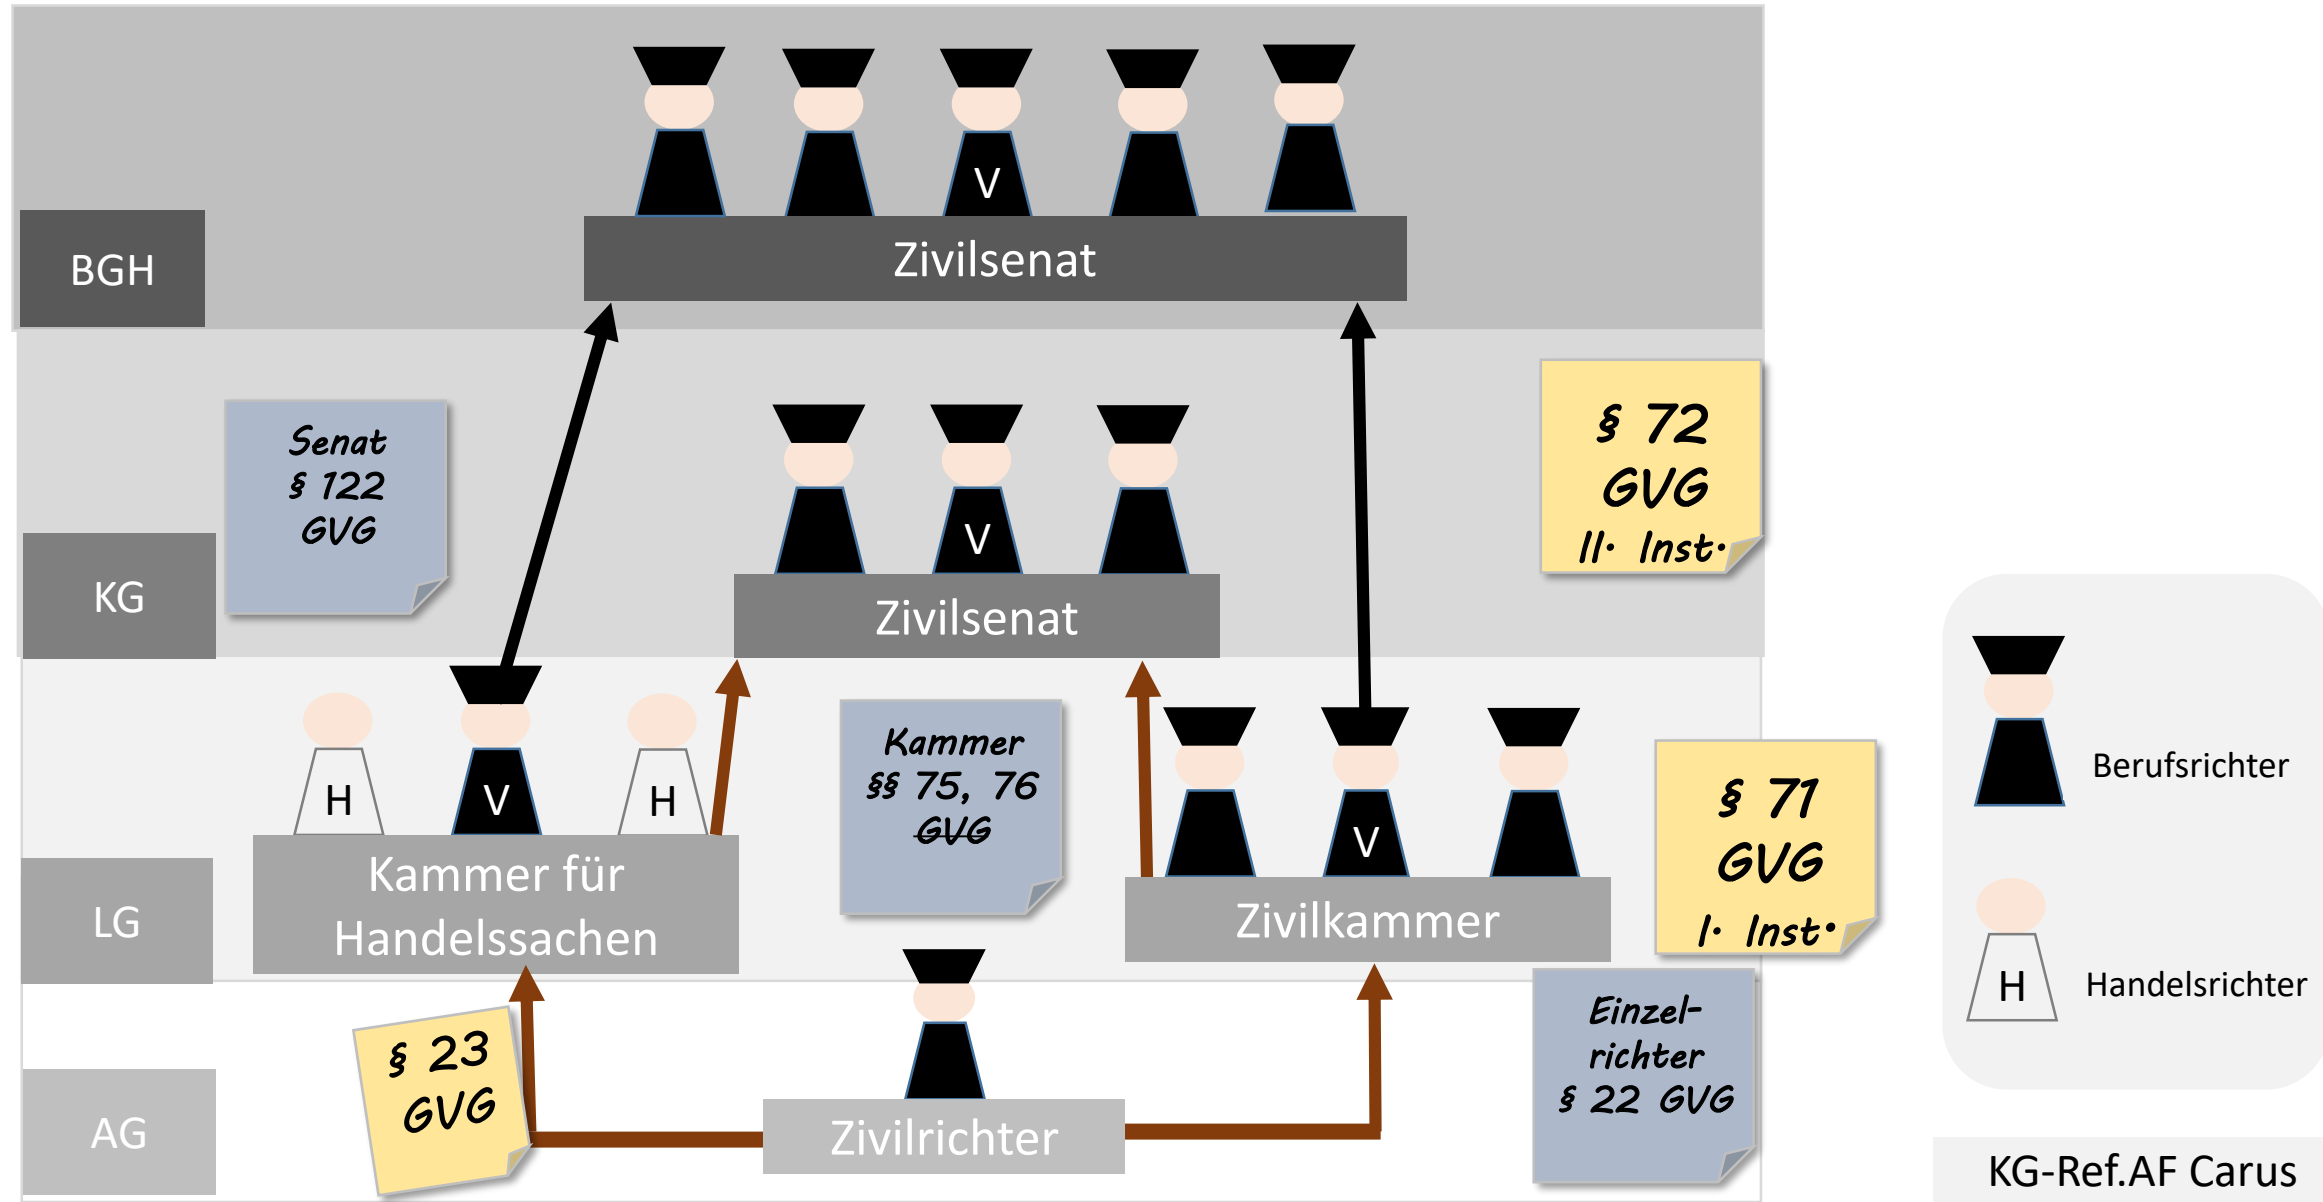 V
Zivilsenat
BGH
Senat
§ 122
GVG
§ 72
GVG
II. Inst.
V
Zivilsenat
KG
H
V
H
Kammer für
Handelssachen
Kammer
§§ 75, 76
GVG
V
Zivilkammer
§ 71
GVG
I. Inst.
LG
§ 23
GVG
Zivilrichter
Einzel-
richter
§ 22 GVG
AG
Berufsrichter
H
Handelsrichter
KG-Ref.AF Carus